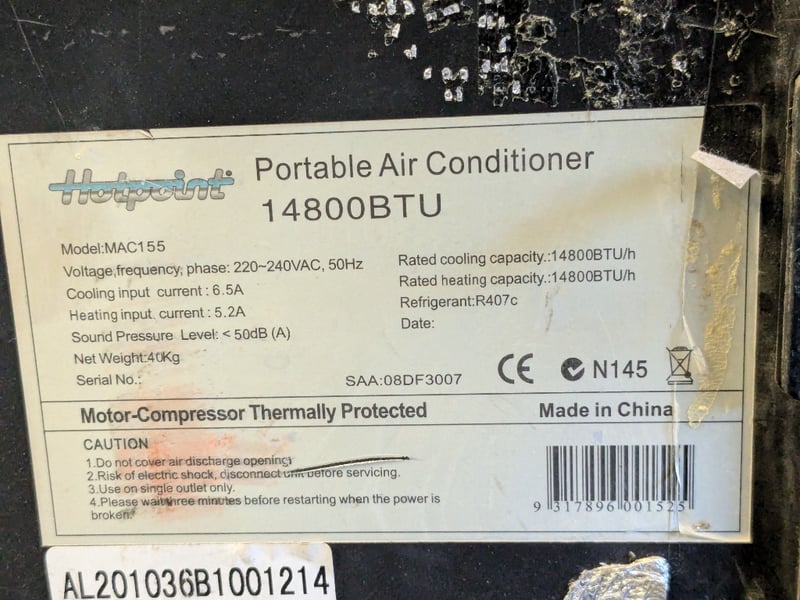 Hotpoint
Portable Air Conditioner
14800BTU
Model:MAC155
Voltage,frequency, phase: 220~240VAC, 50Hz
Cooling input current : 6.5A
Heating input current : 5.2A
Sound Pressure Level: < 50dB (A)
Net Weight:40Kg
Serial No.:
Rated cooling capacity.:14800BTU/h
Rated heating capacity.:14800BTU/h
Refrigerant:R407c
Date:
SAA:08DF3007
CE
N145
Motor-Compressor Thermally Protected
Made in China
CAUTION
1.Do not cover air discharge opening
2.Risk of electric shock, disconnect unit before servicing.
3.Use on single outlet only.
4.Please wait three minutes before restarting when the power is
broken.
9 317896 001525
AL201036B1001214